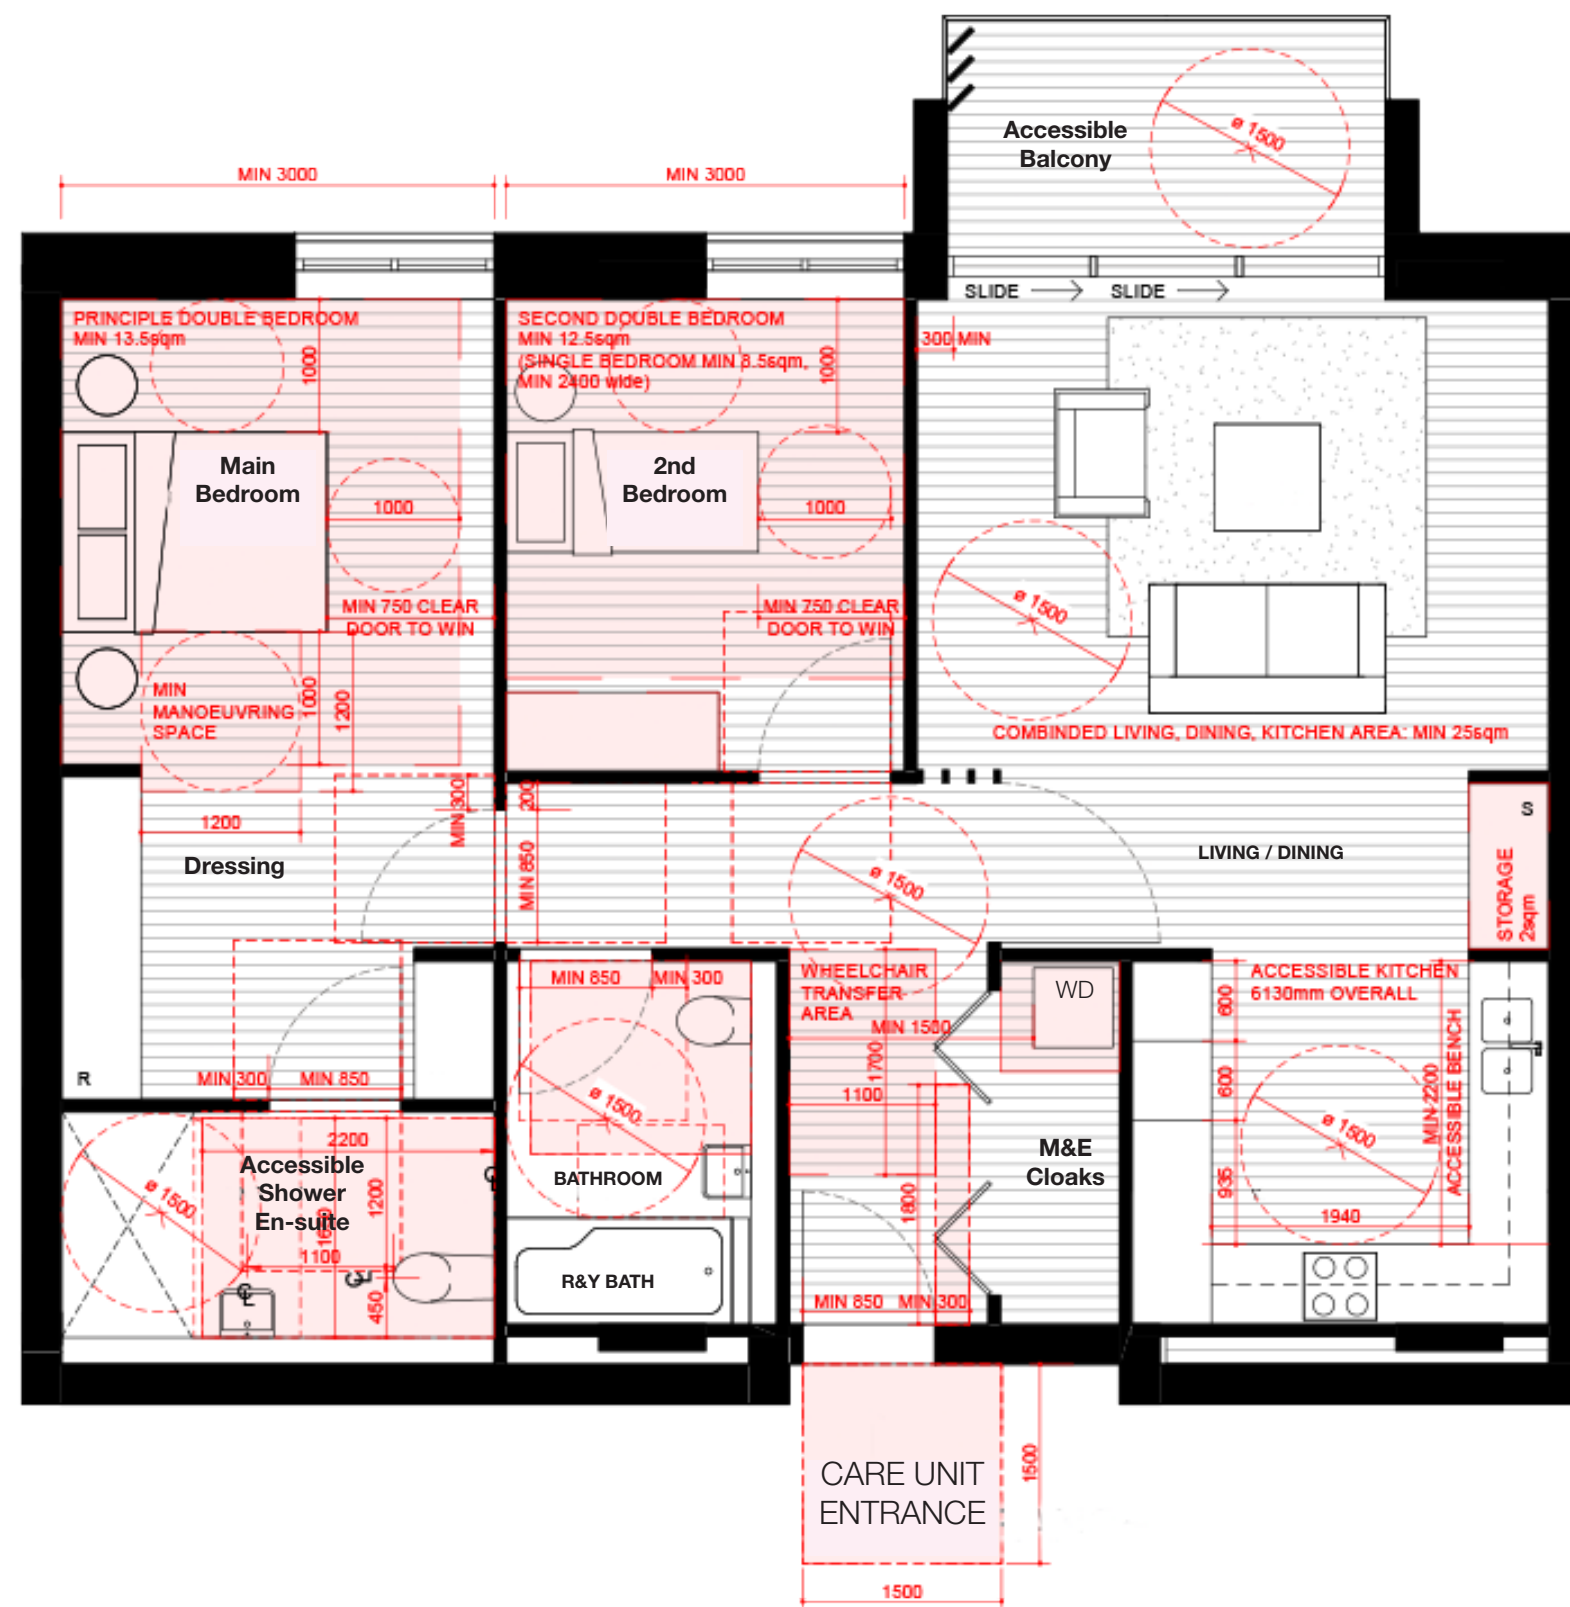 Accessible
Balcony
ø 1500
MIN 3000
MIN 3000
SLIDE
SLIDE
PRINCIPLE DOUBLE BEDROOM
MIN 13.5sqm
1000
SECOND DOUBLE BEDROOM
MIN 12.5sqm
(SINGLE BEDROOM MIN 8.5sqm,
MIN 2400 wide)
1000
300 MIN
Main
Bedroom
1000
2nd
Bedroom
1000
MIN 750 CLEAR
DOOR TO WIN
MIN 750 CLEAR
DOOR TO WIN
ø 1500
MIN
MANOEUVRING
SPACE
1000
1200
COMBINDED LIVING, DINING, KITCHEN AREA: MIN 25sqm
1200
MIN 300
200
MIN 850
Dressing
ø 1500
LIVING / DINING
S
STORAGE
2sqm
R
MIN 300
MIN 850
MIN 850
MIN 300
ø 1500
WHEELCHAIR
TRANSFER
AREA
MIN 1500
1700
1100
WD
ACCESSIBLE KITCHEN
6130mm OVERALL
600
600
935
MIN 2200
ACCESSIBLE BENCH
ø 1500
1940
M&E
Cloaks
2200
Accessible
Shower
En-suite
ø 1500
1200
1100
450
BATHROOM
R&Y BATH
1800
MIN 850
MIN 300
CARE UNIT
ENTRANCE
1500
1500